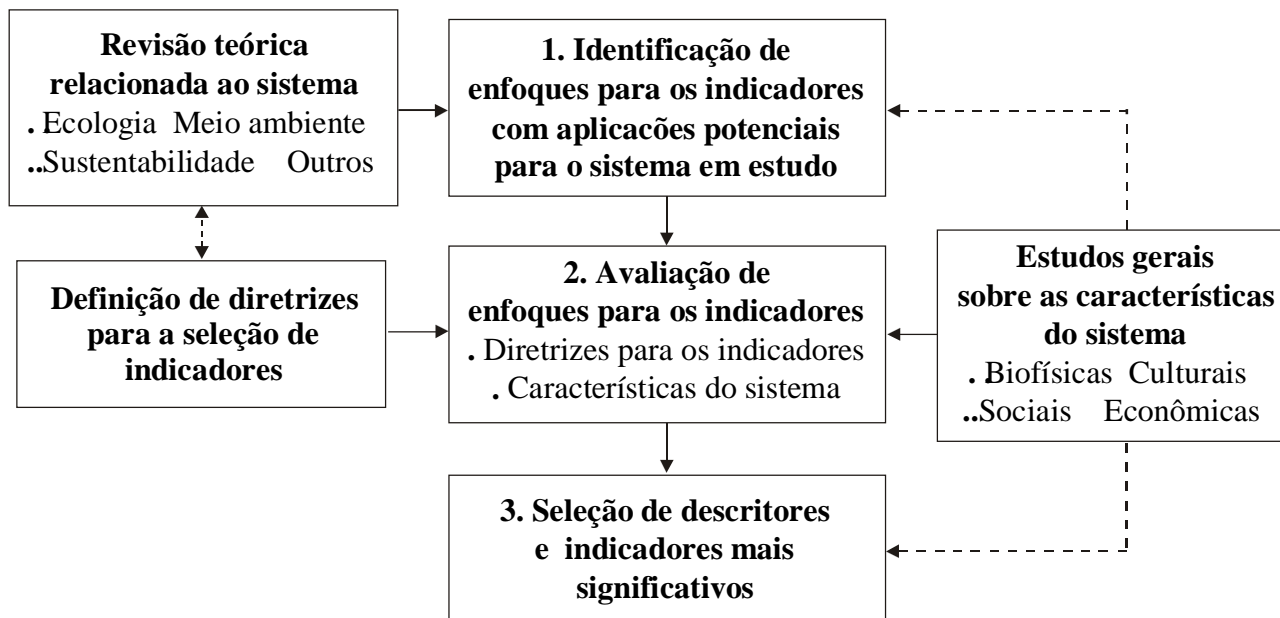 Revisão teórica
relacionada ao sistema
. Ecologia Meio ambiente
..Sustentabilidade Outros
1. Identificação de
enfoques para os indicadores
com aplicacões potenciais
para o sistema em estudo
Definição de diretrizes
para a seleção de
indicadores
2. Avaliação de
enfoques para os indicadores
. Diretrizes para os indicadores
. Características do sistema
Estudos gerais
sobre as características
do sistema
. .Biofísicas Culturais
..Sociais Econômicas
3. Seleção de descritores
e indicadores mais
significativos